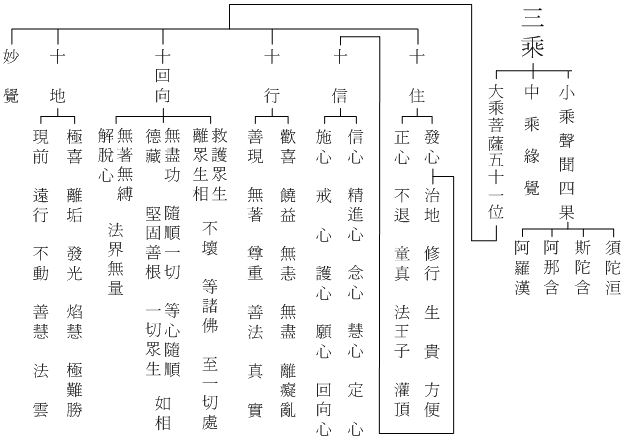 三乘
小乘聲聞四果
須陀洹
斯陀含
阿那含
阿羅漢
中乘緣覺
大乘菩薩五十一位
十住
發心 治地 修行 生貴 方便
正心 不退 童真 法王子 灌頂
十信
信心 精進心 念心 慧心 定心
施心 戒心 護心 願心 回向心
十行
歡喜 饒益 無恚 無盡 離癡亂
善現 無著 尊重 善法 真實
十回向
救護眾生
離眾生相 不壞 等諸佛 至一切處
無盡功
德藏 隨順一切
堅固善根 等心隨順
一切眾生 如相
無著無縛
解脫心 法界無量
十地
極喜 離垢 發光 焰慧 極難勝
現前 遠行 不動 善慧 法雲
妙覺